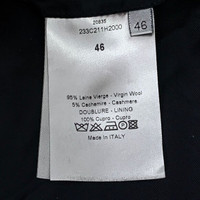 20835
233C211H2000
46
46
95% Laine Vierge - Virgin Wool
5% Cachemire - Cashmere
DOUBLURE - LINING
100% Cupro - Cupro
Made in ITALY